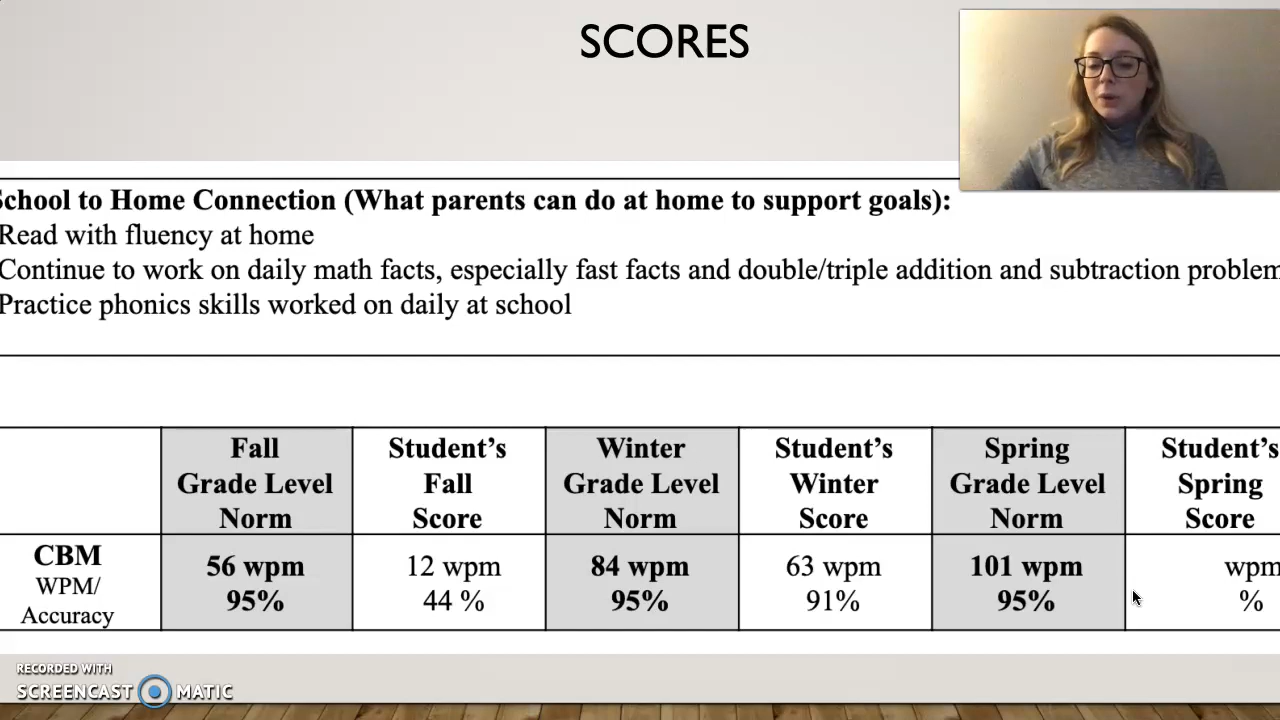 SCORES
School to Home Connection (What parents can do at home to support goals):
Read with fluency at home
Continue to work on daily math facts, especially fast facts and double/triple addition and subtraction problem
Practice phonics skills worked on daily at school
Fall Grade Level Norm
Student's Fall Score
Winter Grade Level Norm
Student's Winter Score
Spring Grade Level Norm
Student's Spring Score
CBM WPM/ Accuracy
56 wpm 95%
12 wpm 44 %
84 wpm 95%
63 wpm 91%
101 wpm 95%
wpm %
RECORDED WITH
SCREENCAST MATIC